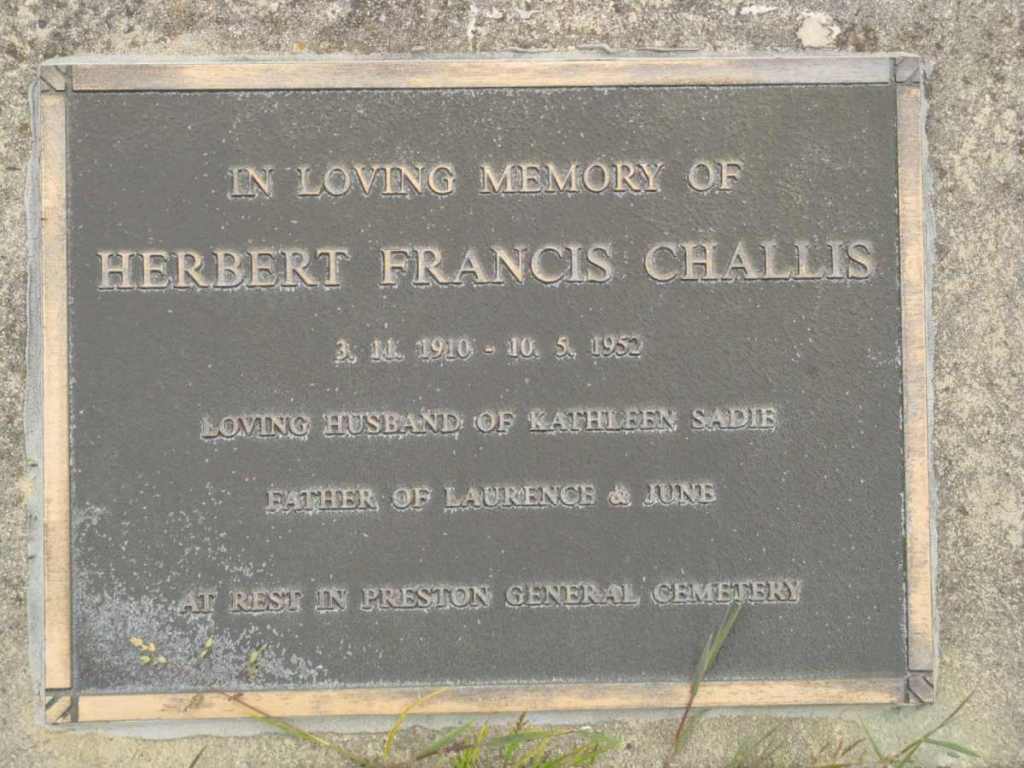 IN LOVING MEMORY OF
HERBERT FRANCIS CHALLIS
3. 11. 1910 - 10. 5. 1952
LOVING HUSBAND OF KATHLEEN SADIE
FATHER OF LAURENCE & JUNE
AT REST IN PRESTON GENERAL CEMETERY